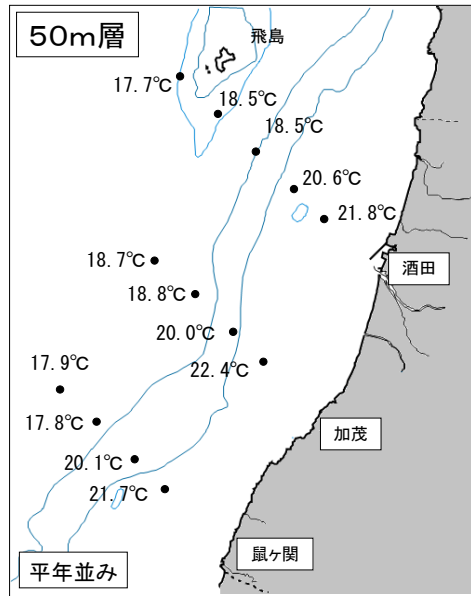 50m層
飛島
17.7℃
18.5℃
18.5℃
20.6℃
21.8℃
18.7℃
酒田
18.8℃
20.0℃
22.4℃
17.9℃
17.8℃
加茂
20.1℃
21.7℃
鼠ヶ関
平年並み